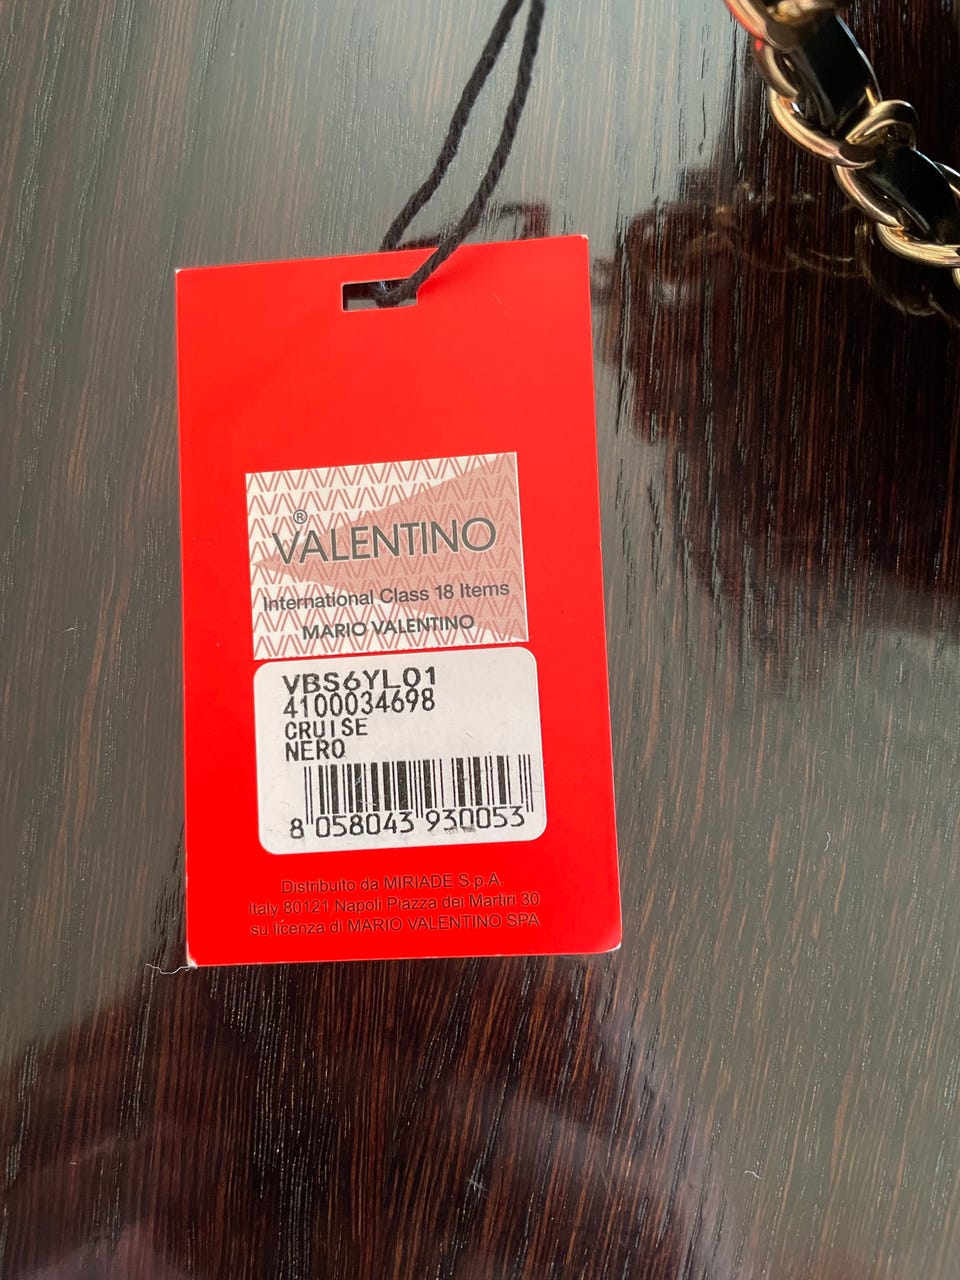 ®
VALENTINO
International Class 18 Items
MARIO VALENTINO
VBS6YL01
4100034698
CRUISE
NERO
8 058043 930053
Distribuito da MIRIADE S.p.A.
Italy 80121 Napoli Piazza dei Martiri 30
su licenza di MARIO VALENTINO SPA